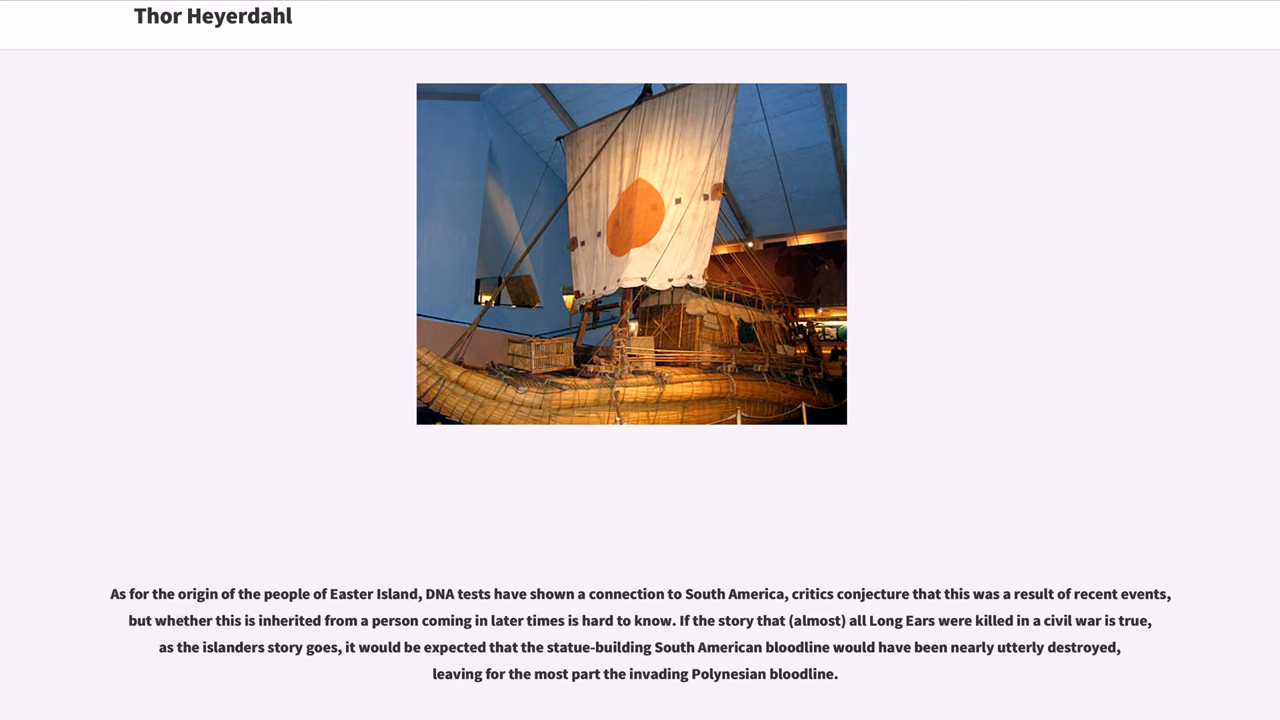 Thor Heyerdahl
As for the origin of the people of Easter Island, DNA tests have shown a connection to South America, critics conjecture that this was a result of recent events,
but whether this is inherited from a person coming in later times is hard to know. If the story that (almost) all Long Ears were killed in a civil war is true,
as the islanders story goes, it would be expected that the statue-building South American bloodline would have been nearly utterly destroyed,
leaving for the most part the invading Polynesian bloodline.